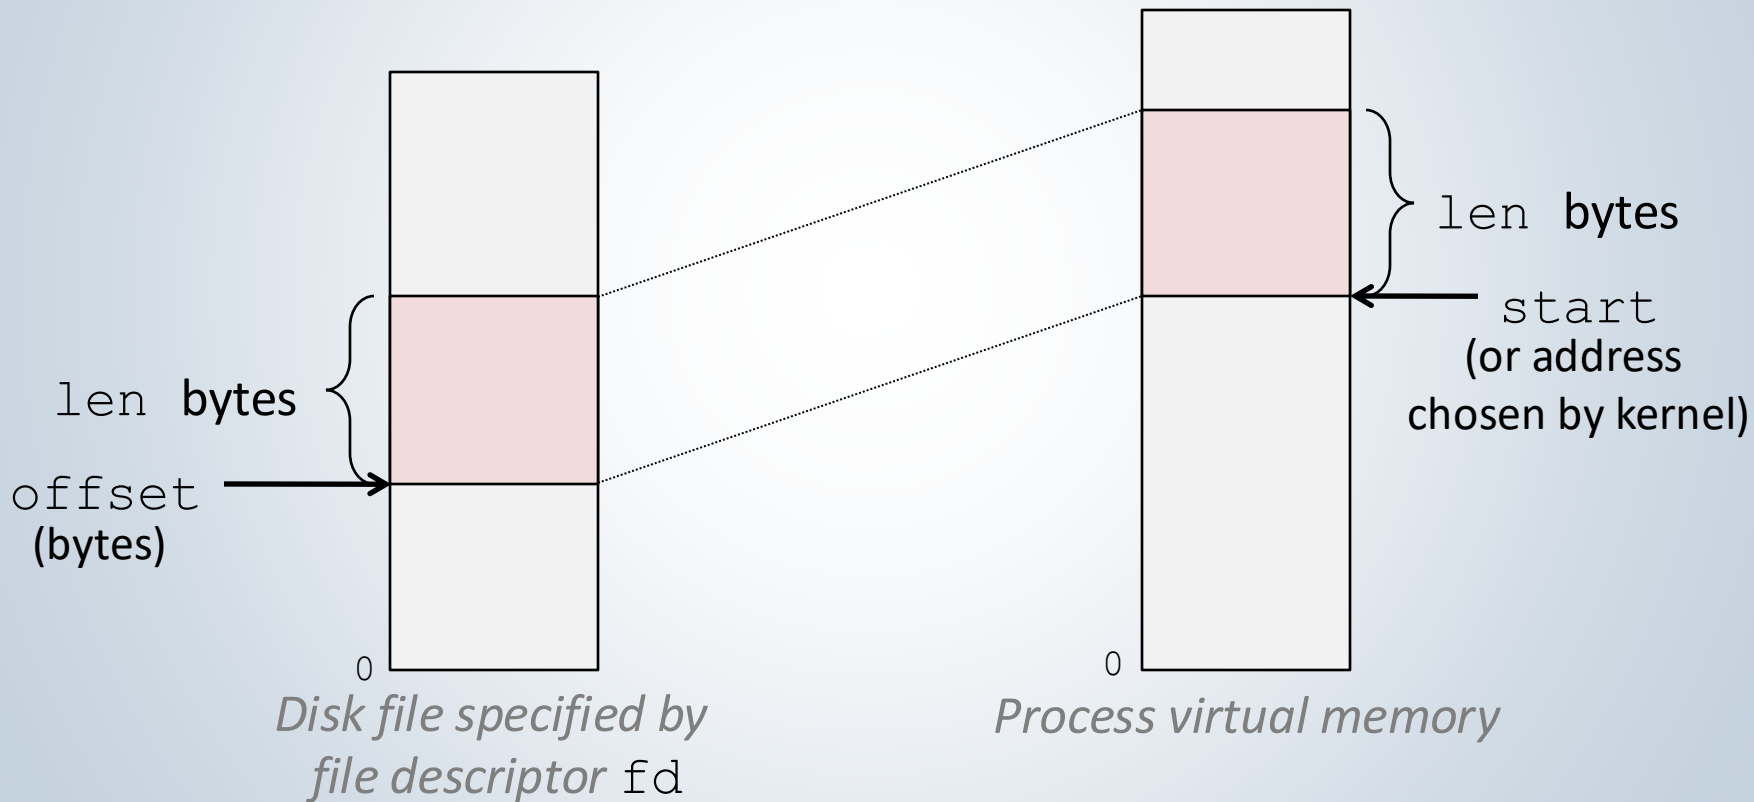 len bytes
offset
(bytes)
0
Disk file specified by
file descriptor fd
len bytes
start
(or address
chosen by kernel)
0
Process virtual memory